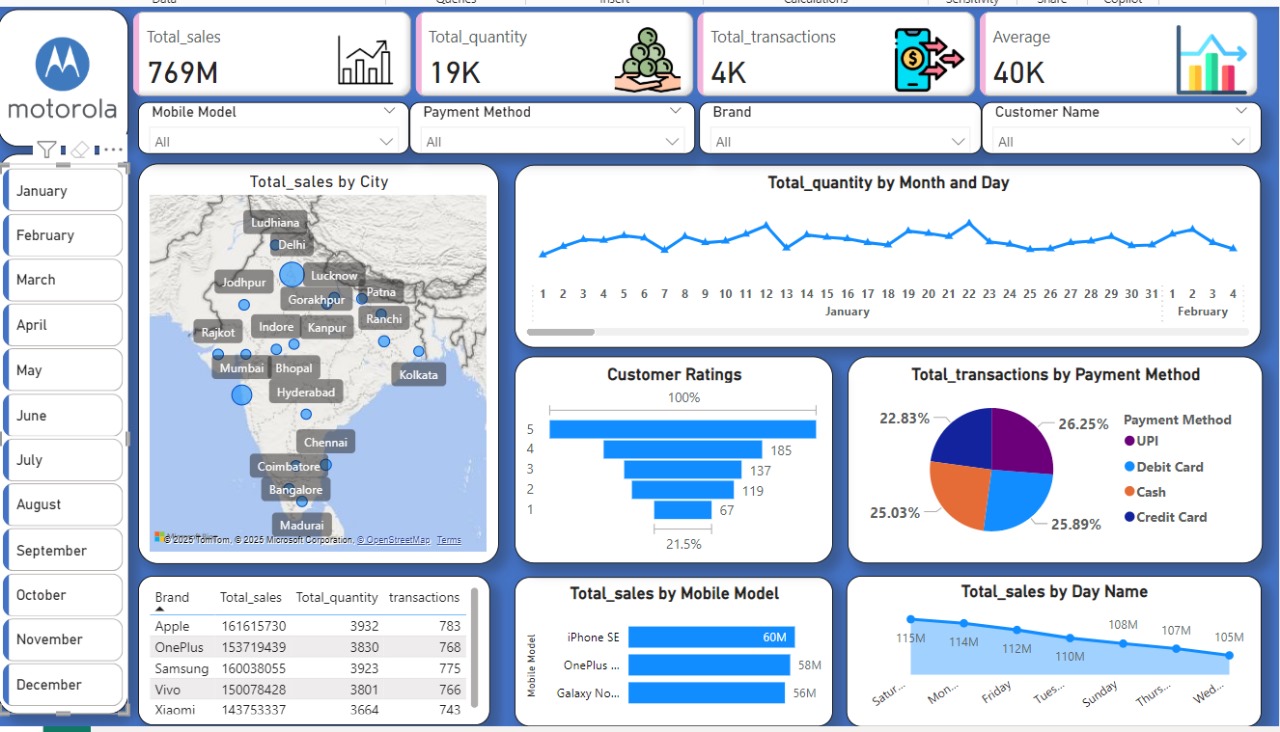 Data Queries Insert Calculations Sensitivity Share Copilot
motorola
Total_sales
769M
Total_quantity
19K
Total_transactions
4K
Average
40K
Mobile Model
All
Payment Method
All
Brand
All
Customer Name
All
January
February
March
April
May
June
July
August
September
October
November
December
Total_sales by City
Ludhiana
Delhi
Jodhpur
Lucknow
Gorakhpur
Patna
Ranchi
Rajkot
Indore
Kanpur
Mumbai
Bhopal
Kolkata
Hyderabad
Chennai
Coimbatore
Bangalore
Madurai
© 2025 TomTom, © 2025 Microsoft Corporation, © OpenStreetMap Terms
Total_quantity by Month and Day
1 2 3 4 5 6 7 8 9 10 11 12 13 14 15 16 17 18 19 20 21 22 23 24 25 26 27 28 29 30 31 1 2 3 4
January February
Customer Ratings
100%
5
4 185
3 137
2 119
1 67
21.5%
Total_transactions by Payment Method
22.83%
26.25%
25.03%
25.89%
Payment Method
UPI
Debit Card
Cash
Credit Card
Brand Total_sales Total_quantity transactions
Apple 161615730 3932 783
OnePlus 153719439 3830 768
Samsung 160038055 3923 775
Vivo 150078428 3801 766
Xiaomi 143753337 3664 743
Total_sales by Mobile Model
Mobile Model
iPhone SE 60M
OnePlus ... 58M
Galaxy No... 56M
Total_sales by Day Name
115M 114M 112M 110M 108M 107M 105M
Satur... Mon... Friday Tues... Sunday Thurs... Wed...